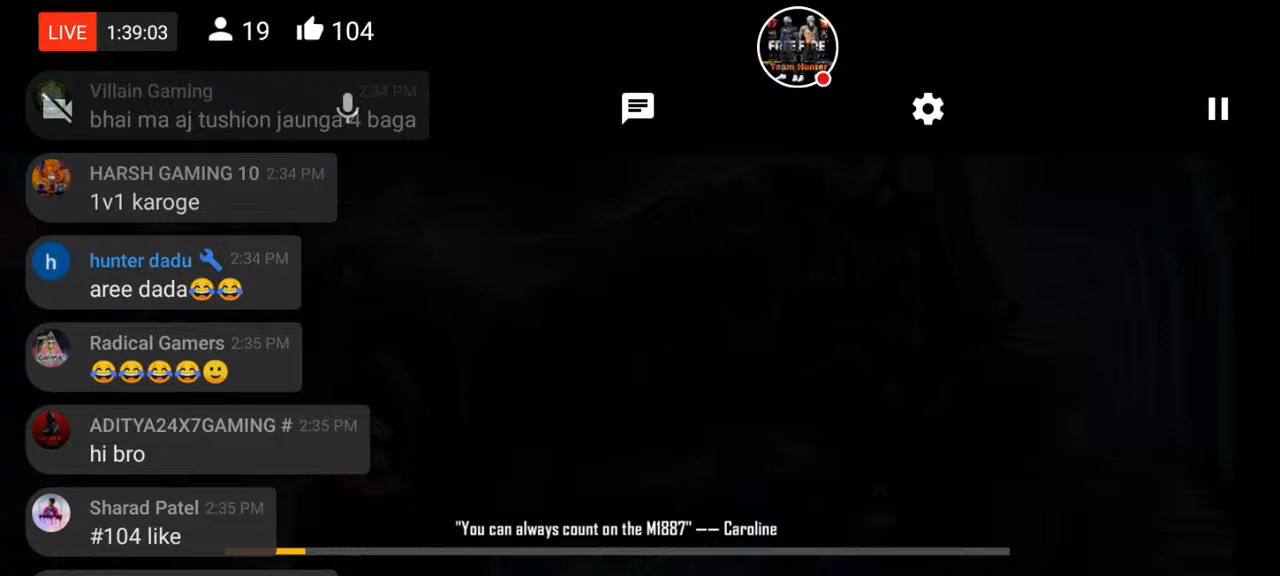 LIVE 1:39:03 19 104
FREE FIRE
Team Hunter
Villain Gaming 2:34 PM
bhai ma aj tushion jaunga 4 baga
HARSH GAMING 10 2:34 PM
1v1 karoge
h
hunter dadu 🔧 2:34 PM
aree dada😂😂
Radical Gamers 2:35 PM
😂😂😂😂🙂
ADITYA24X7GAMING # 2:35 PM
hi bro
Sharad Patel 2:35 PM
#104 like
"You can always count on the M1887" —— Caroline